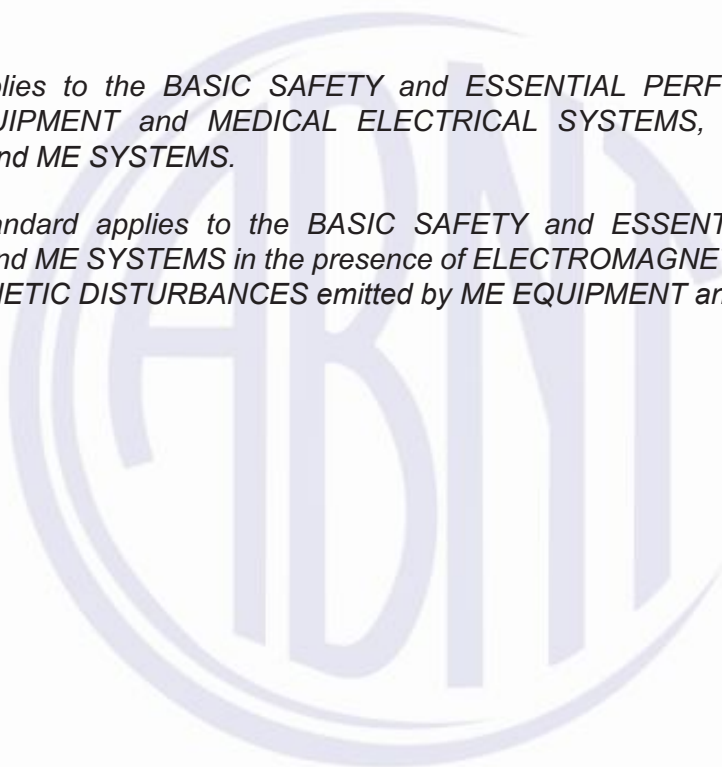 plies to the BASIC SAFETY and ESSENTIAL PERF
UIPMENT and MEDICAL ELECTRICAL SYSTEMS,
nd ME SYSTEMS.
andard applies to the BASIC SAFETY and ESSENT
nd ME SYSTEMS in the presence of ELECTROMAGNE
NETIC DISTURBANCES emitted by ME EQUIPMENT an
ABNT